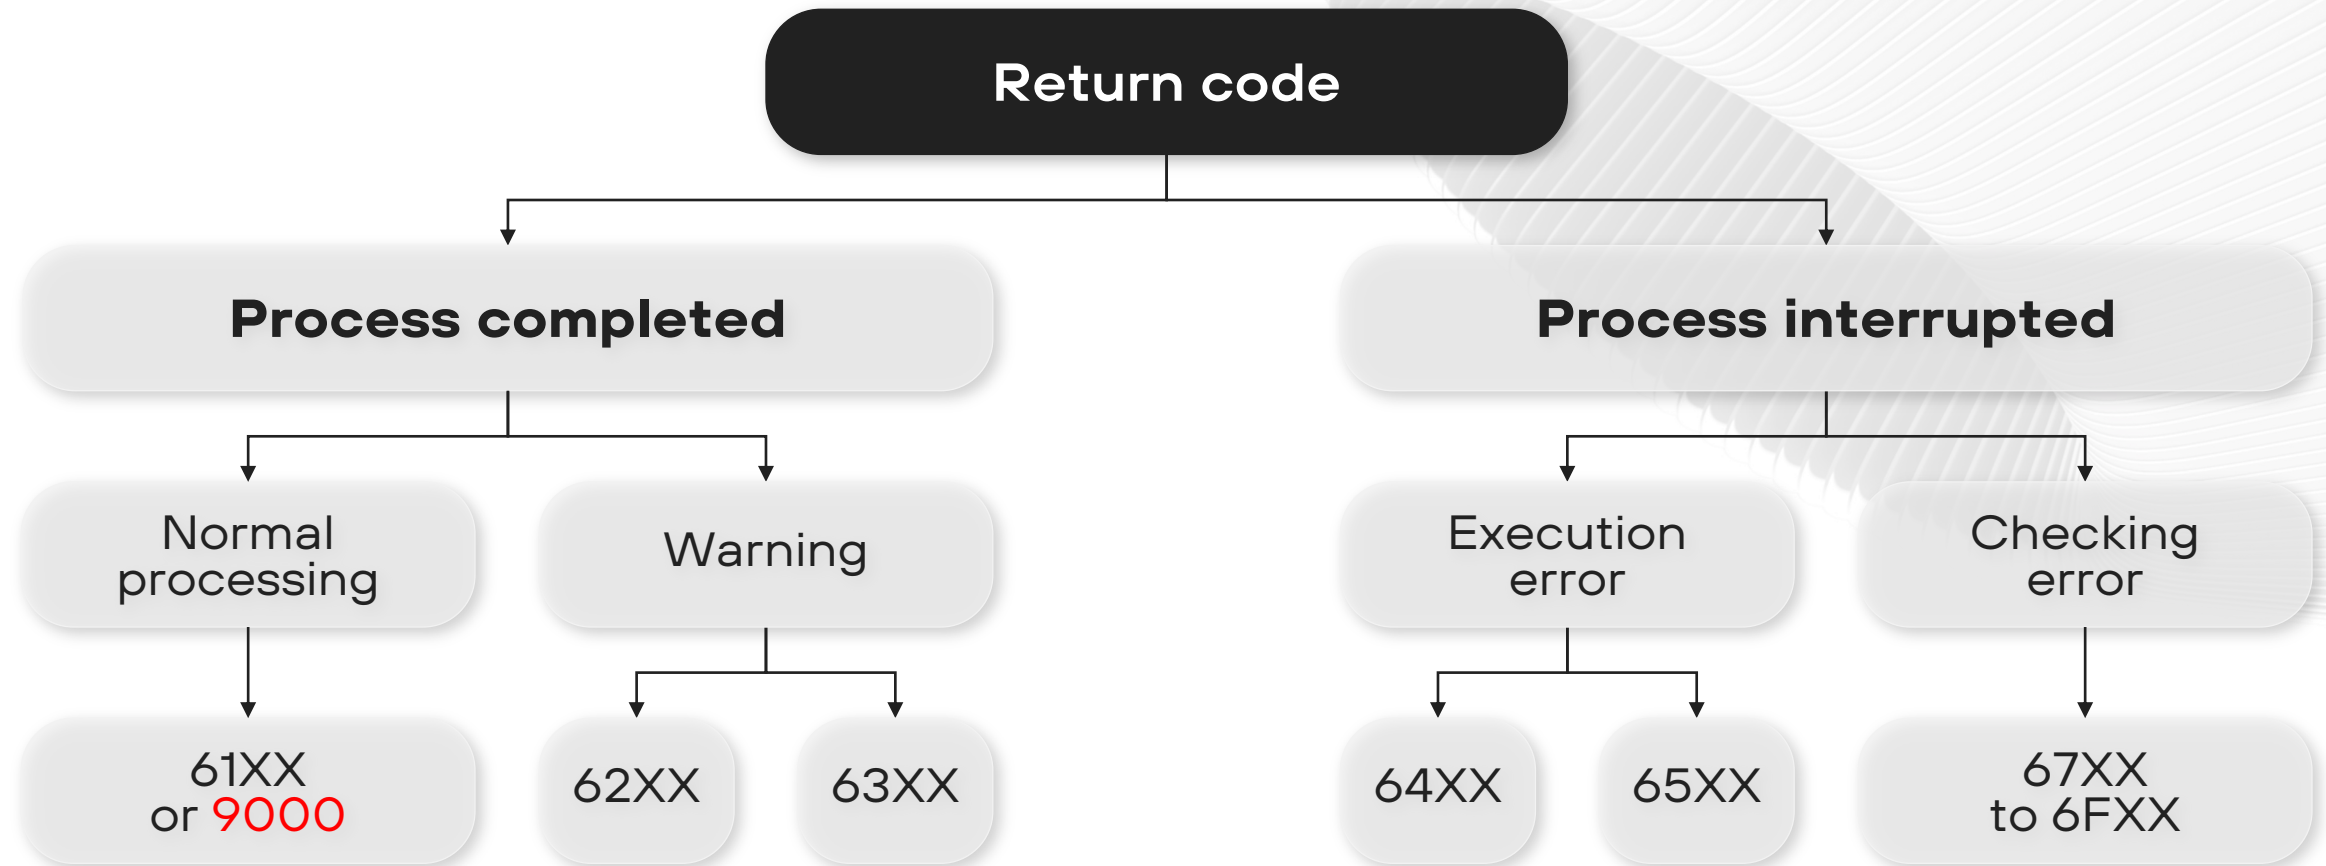 Return code
Process completed
Process interrupted
Normal
processing
Warning
Execution
error
Checking
error
61XX
or 9000
62XX
63XX
64XX
65XX
67XX
to 6FXX